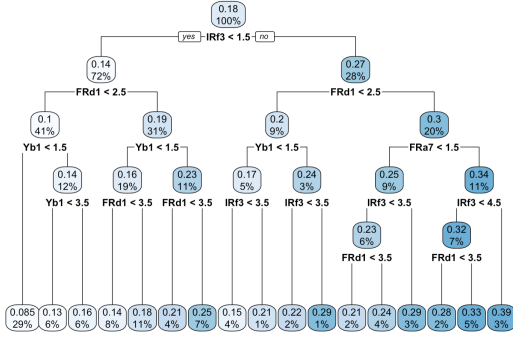 0.18
100%
yes IRf3 < 1.5 no
0.14 0.27
72% 28%
FRd1 < 2.5 FRd1 < 2.5
0.1 0.19 0.2 0.3
41% 31% 9% 20%
Yb1 < 1.5 Yb1 < 1.5 Yb1 < 1.5 FRa7 < 1.5
0.14 0.16 0.23 0.17 0.24 0.25 0.34
12% 19% 11% 5% 3% 9% 11%
Yb1 < 3.5 FRd1 < 3.5 FRd1 < 3.5 IRf3 < 3.5 IRf3 < 3.5 IRf3 < 3.5 IRf3 < 4.5
0.23 0.32
6% 7%
FRd1 < 3.5 FRd1 < 3.5
0.085 0.13 0.16 0.14 0.18 0.21 0.25 0.15 0.21 0.22 0.29 0.21 0.24 0.29 0.28 0.33 0.39
29% 6% 6% 8% 11% 4% 7% 4% 1% 2% 1% 2% 4% 3% 2% 5% 3%